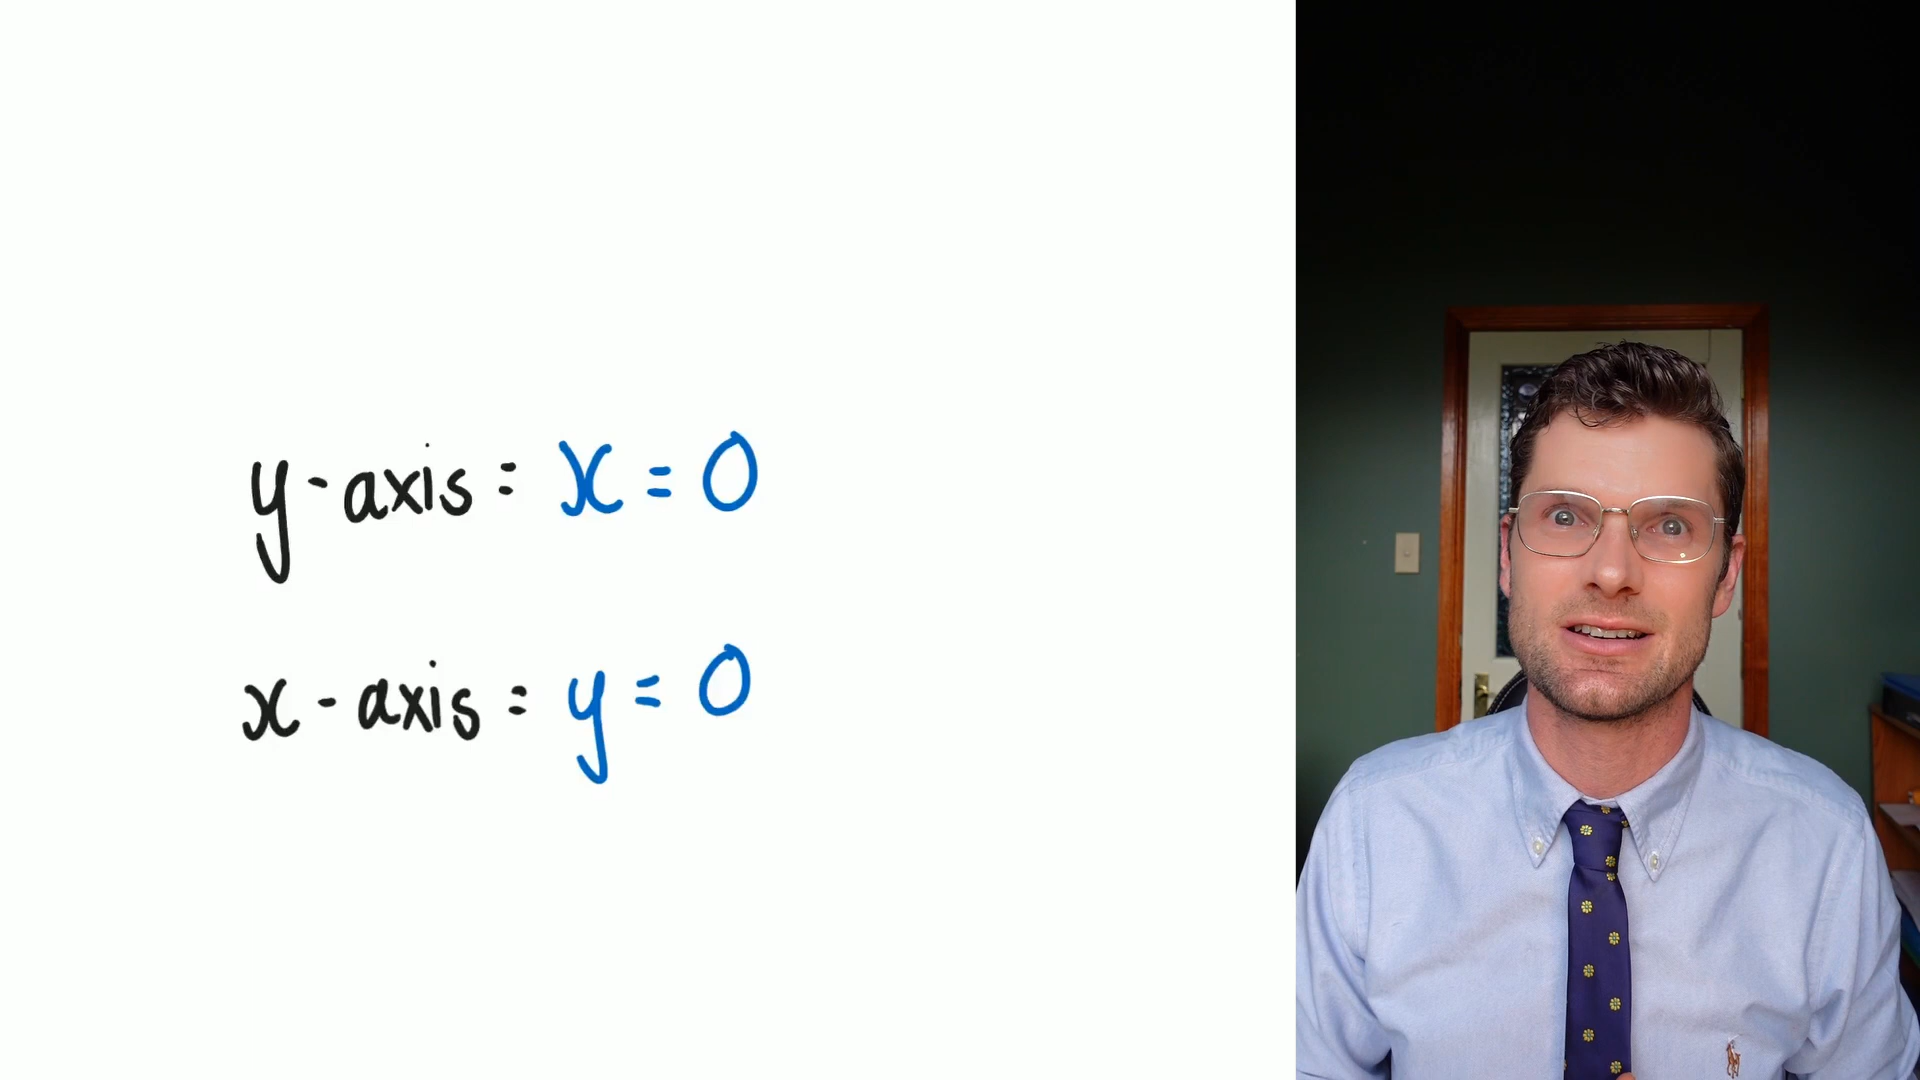 y-axis = x = 0
x-axis = y = 0